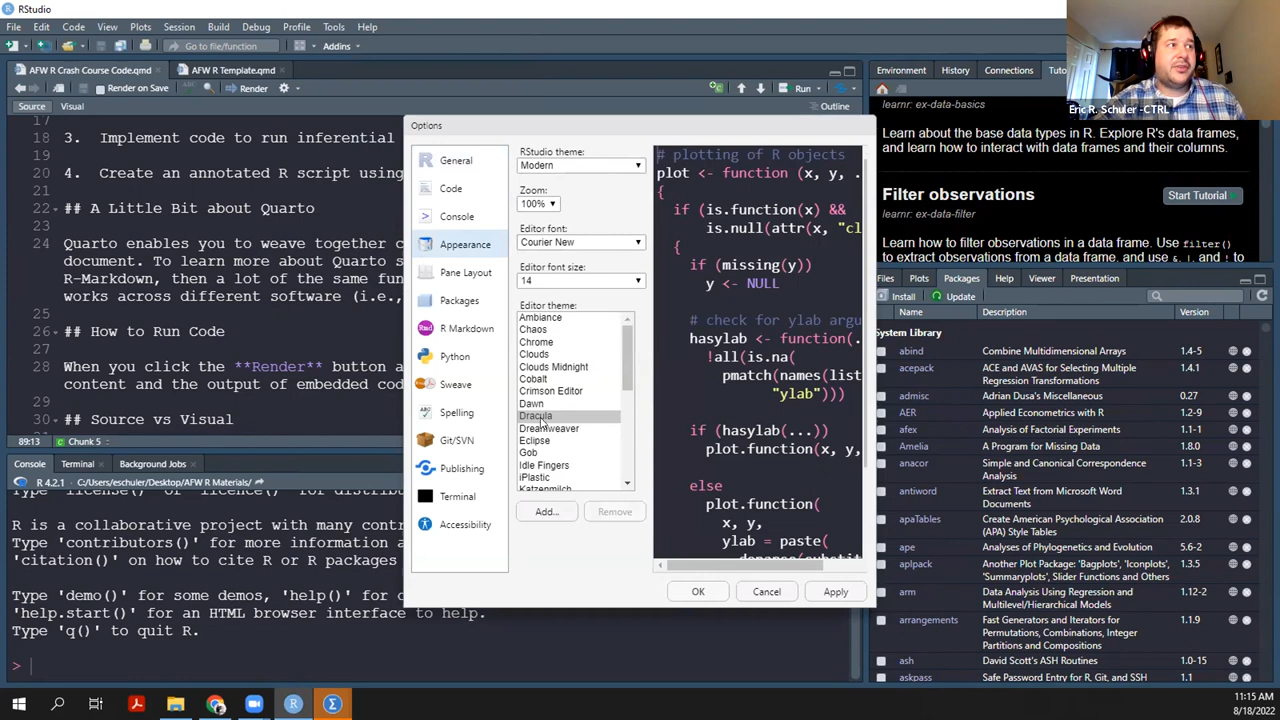 RStudio
File Edit Code View Plots Session Build Debug Profile Tools Help
Go to file/function Addins
AFW R Crash Course Code.qmd AFW R Template.qmd
Render on Save Render Run
Source Visual Outline
17
18 3. Implement code to run inferential
19
20 4. Create an annotated R script using
21
22 ## A Little Bit about Quarto
23
24 Quarto enables you to weave together c
document. To learn more about Quarto s
R-Markdown, then a lot of the same fun
works across different software (i.e.,
25
26 ## How to Run Code
27
28 When you click the **Render** button a
content and the output of embedded cod
29
30 ## Source vs Visual
89:13 Chunk 5
Console Terminal Background Jobs
R 4.2.1 C:/Users/eschuler/Desktop/AFW R Materials/
R is a collaborative project with many contr
Type 'contributors()' for more information a
'citation()' on how to cite R or R packages
Type 'demo()' for some demos, 'help()' for o
'help.start()' for an HTML browser interface to help.
Type 'q()' to quit R.
>
Options
General
Code
Console
Appearance
Pane Layout
Packages
R Markdown
Python
Sweave
Spelling
Git/SVN
Publishing
Terminal
Accessibility
RStudio theme:
Modern
Zoom:
100%
Editor font:
Courier New
Editor font size:
14
Editor theme:
Ambiance
Chaos
Chrome
Clouds
Clouds Midnight
Cobalt
Crimson Editor
Dawn
Dracula
Dreamweaver
Eclipse
Gob
Idle Fingers
iPlastic
Katzenmilch
Add... Remove
# plotting of R objects
plot <- function (x, y, .
{
if (is.function(x) &&
is.null(attr(x, "cl
{
if (missing(y))
y <- NULL
# check for ylab argu
hasylab <- function(.
!all(is.na(
pmatch(names(list
"ylab")))
if (hasylab(...))
plot.function(x, y,
else
plot.function(
x, y,
ylab = paste(
OK Cancel Apply
Environment History Connections Tuto
learnr: ex-data-basics
Learn about the base data types in R. Explore R's data frames,
and learn how to interact with data frames and their columns.
Filter observations Start Tutorial
learnr: ex-data-filter
Learn how to filter observations in a data frame. Use filter()
to extract observations from a data frame, and use &, |, and ! to
Files Plots Packages Help Viewer Presentation
Install Update
Name Description Version
System Library
abind Combine Multidimensional Arrays 1.4-5
acepack ACE and AVAS for Selecting Multiple Regression Transformations 1.4.1
admisc Adrian Dusa's Miscellaneous 0.27
AER Applied Econometrics with R 1.2-9
afex Analysis of Factorial Experiments 1.1-1
Amelia A Program for Missing Data 1.8.0
anacor Simple and Canonical Correspondence Analysis 1.1-3
antiword Extract Text from Microsoft Word Documents 1.3.1
apaTables Create American Psychological Association (APA) Style Tables 2.0.8
ape Analyses of Phylogenetics and Evolution 5.6-2
aplpack Another Plot Package: 'Bagplots', 'Iconplots', 'Summaryplots', Slider Functions and Others 1.3.5
arm Data Analysis Using Regression and Multilevel/Hierarchical Models 1.12-2
arrangements Fast Generators and Iterators for Permutations, Combinations, Integer Partitions and Compositions 1.1.9
ash David Scott's ASH Routines 1.0-15
askpass Safe Password Entry for R, Git, and SSH 1.1
Eric R. Schuler -CTRL
11:15 AM
8/18/2022